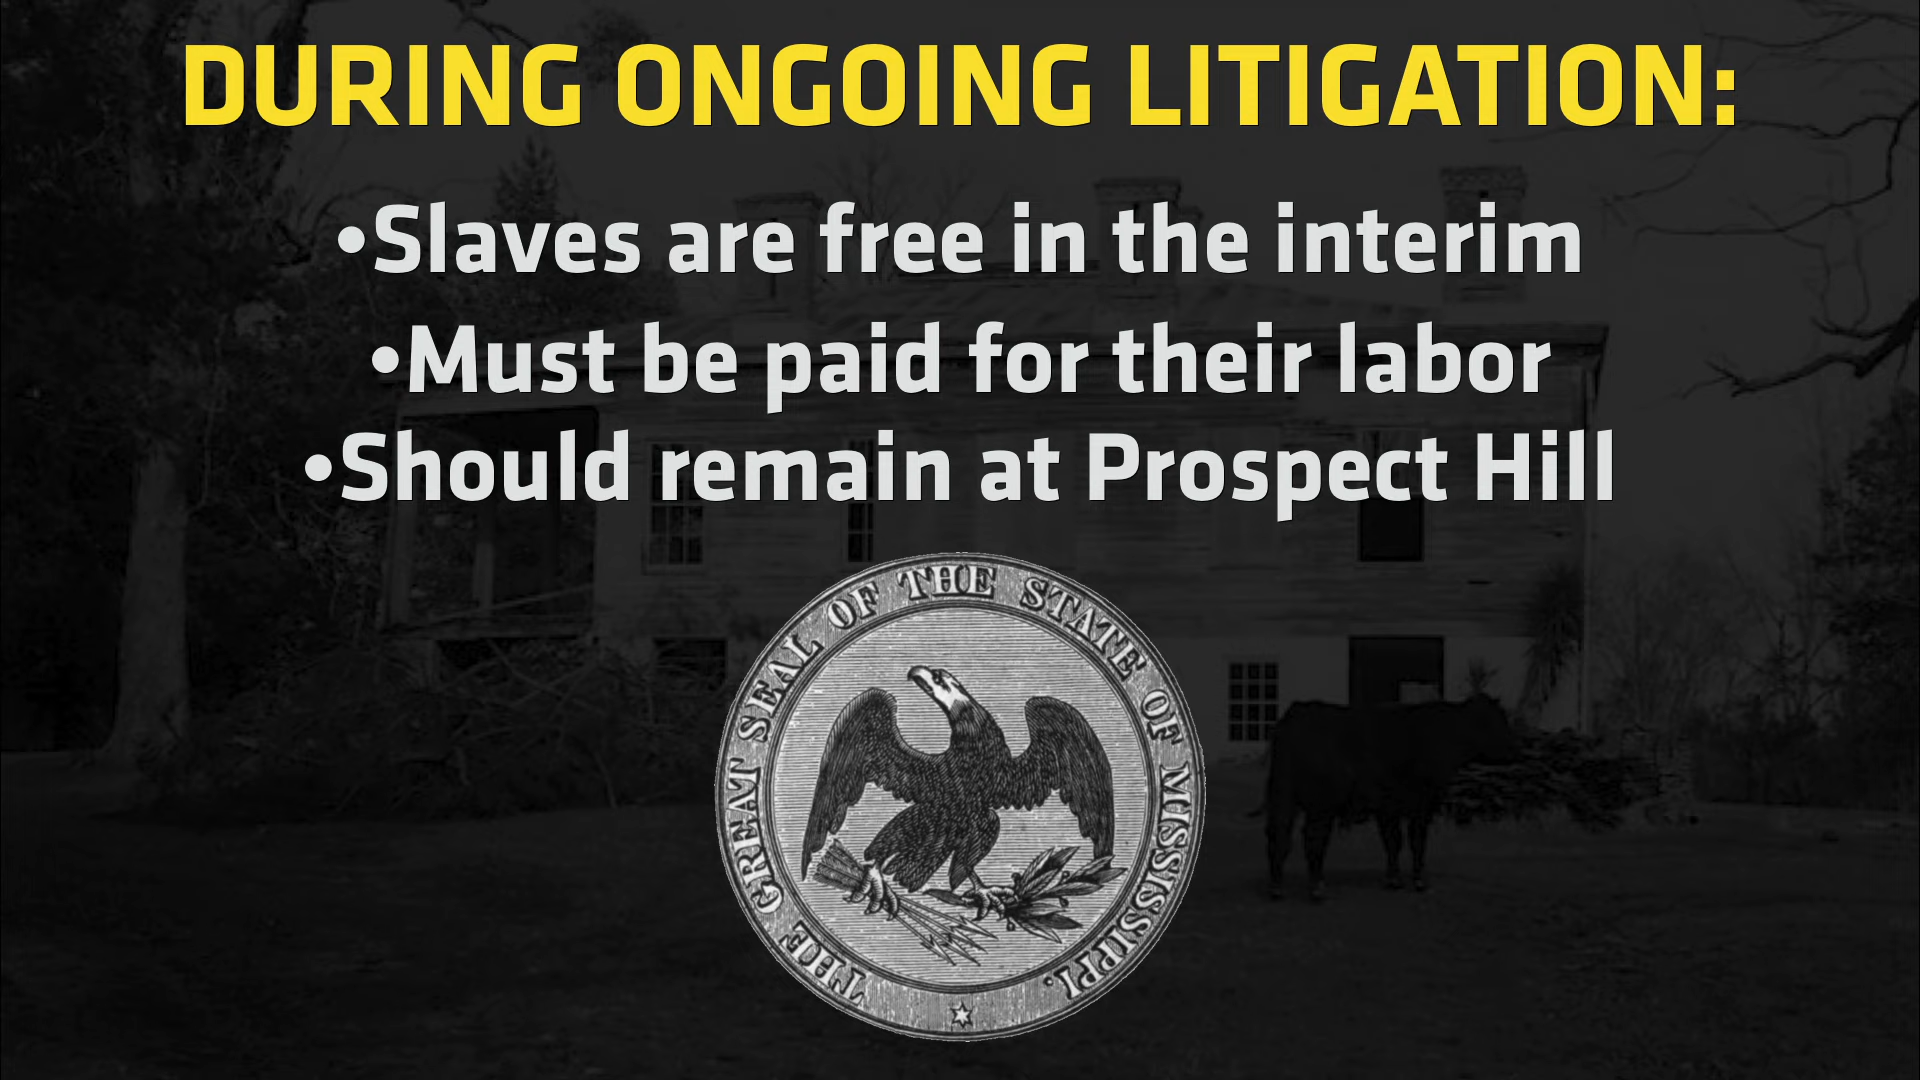 DURING ONGOING LITIGATION:
•Slaves are free in the interim
•Must be paid for their labor
•Should remain at Prospect Hill
THE GREAT SEAL OF THE STATE OF MISSISSIPPI.